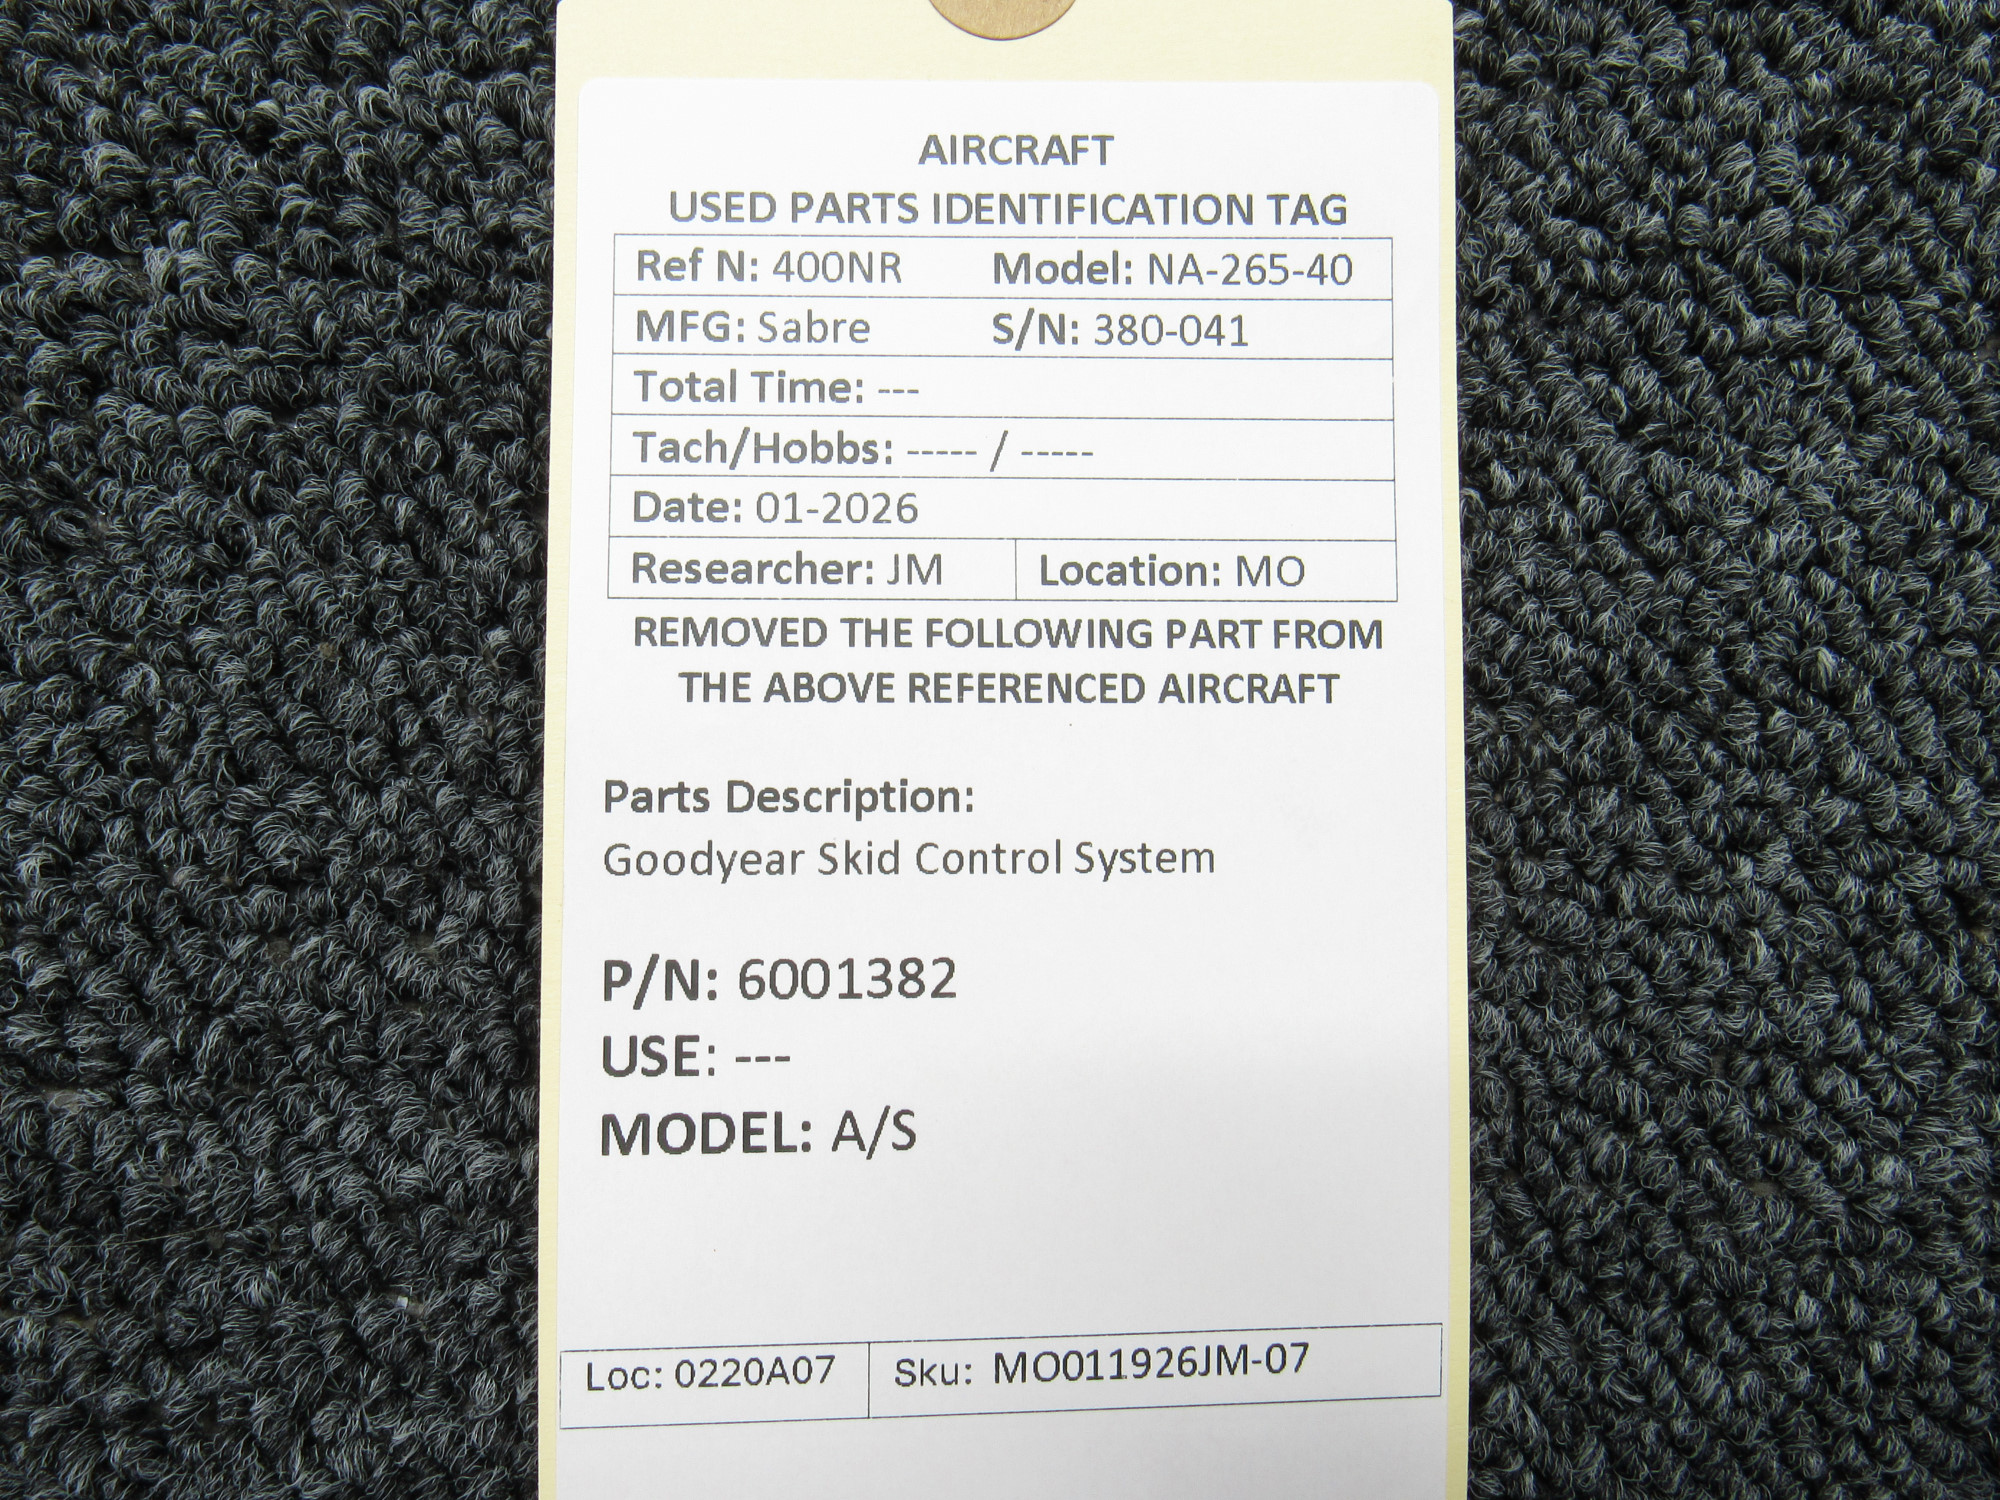 AIRCRAFT
USED PARTS IDENTIFICATION TAG
Ref N: 400NR Model: NA-265-40
MFG: Sabre S/N: 380-041
Total Time: ---
Tach/Hobbs: ----- / -----
Date: 01-2026
Researcher: JM Location: MO
REMOVED THE FOLLOWING PART FROM
THE ABOVE REFERENCED AIRCRAFT
Parts Description:
Goodyear Skid Control System
P/N: 6001382
USE: ---
MODEL: A/S
Loc: 0220A07 Sku: MO011926JM-07